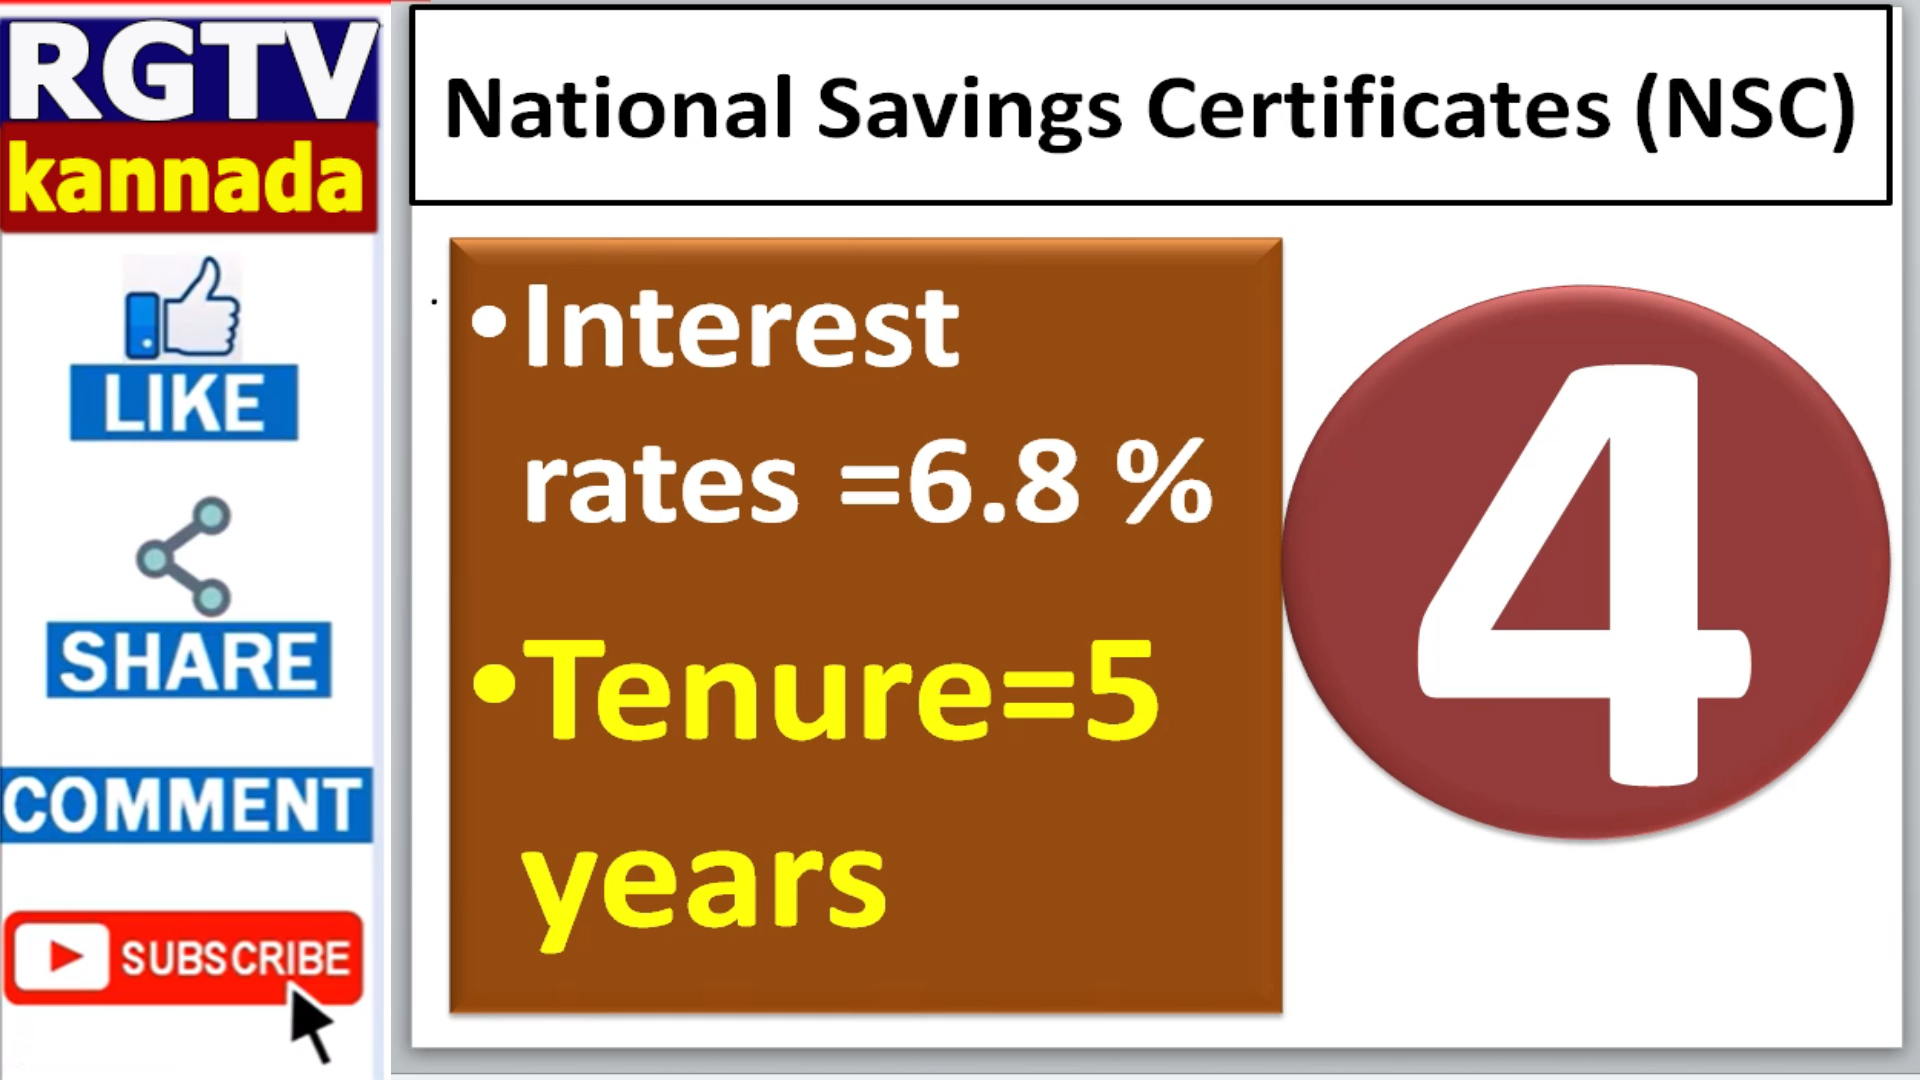 RGTV
kannada
LIKE
SHARE
COMMENT
SUBSCRIBE
National Savings Certificates (NSC)
•Interest
rates =6.8 %
•Tenure=5
years
4